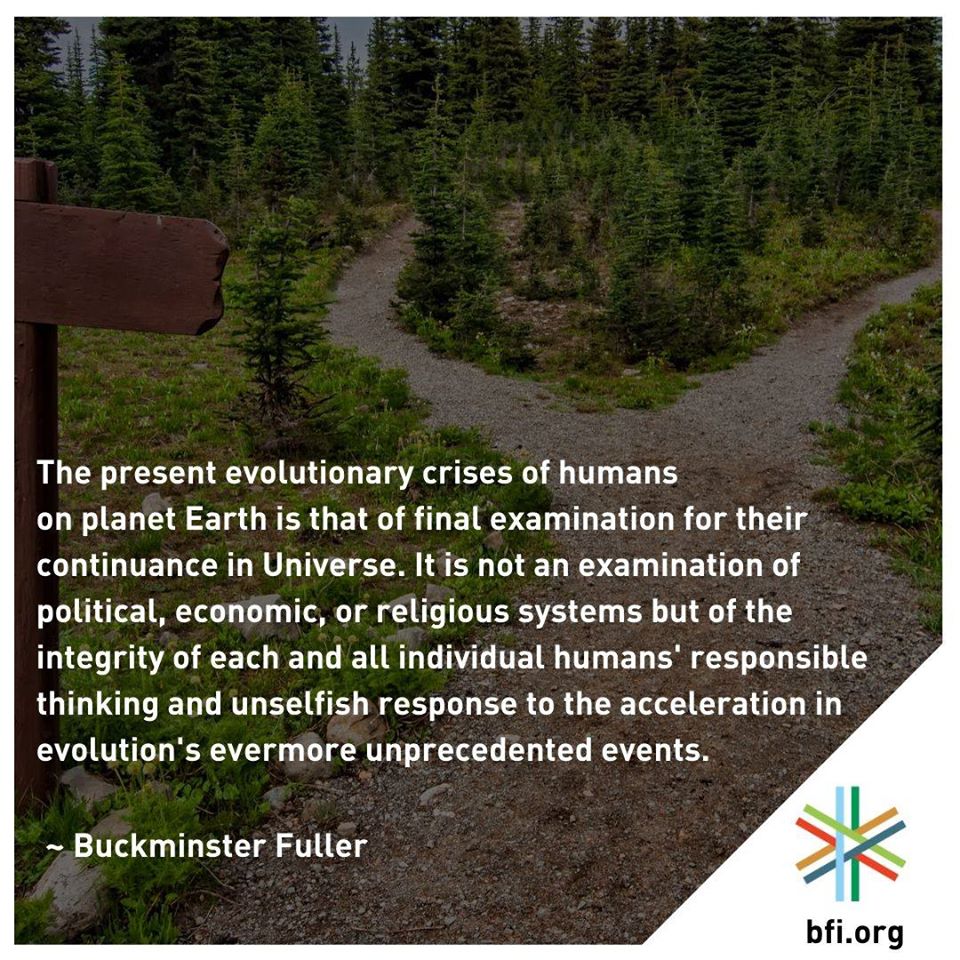 The present evolutionary crises of humans
on planet Earth is that of final examination for their
continuance in Universe. It is not an examination of
political, economic, or religious systems but of the
integrity of each and all individual humans' responsible
thinking and unselfish response to the acceleration in
evolution's evermore unprecedented events.
~ Buckminster Fuller
bfi.org